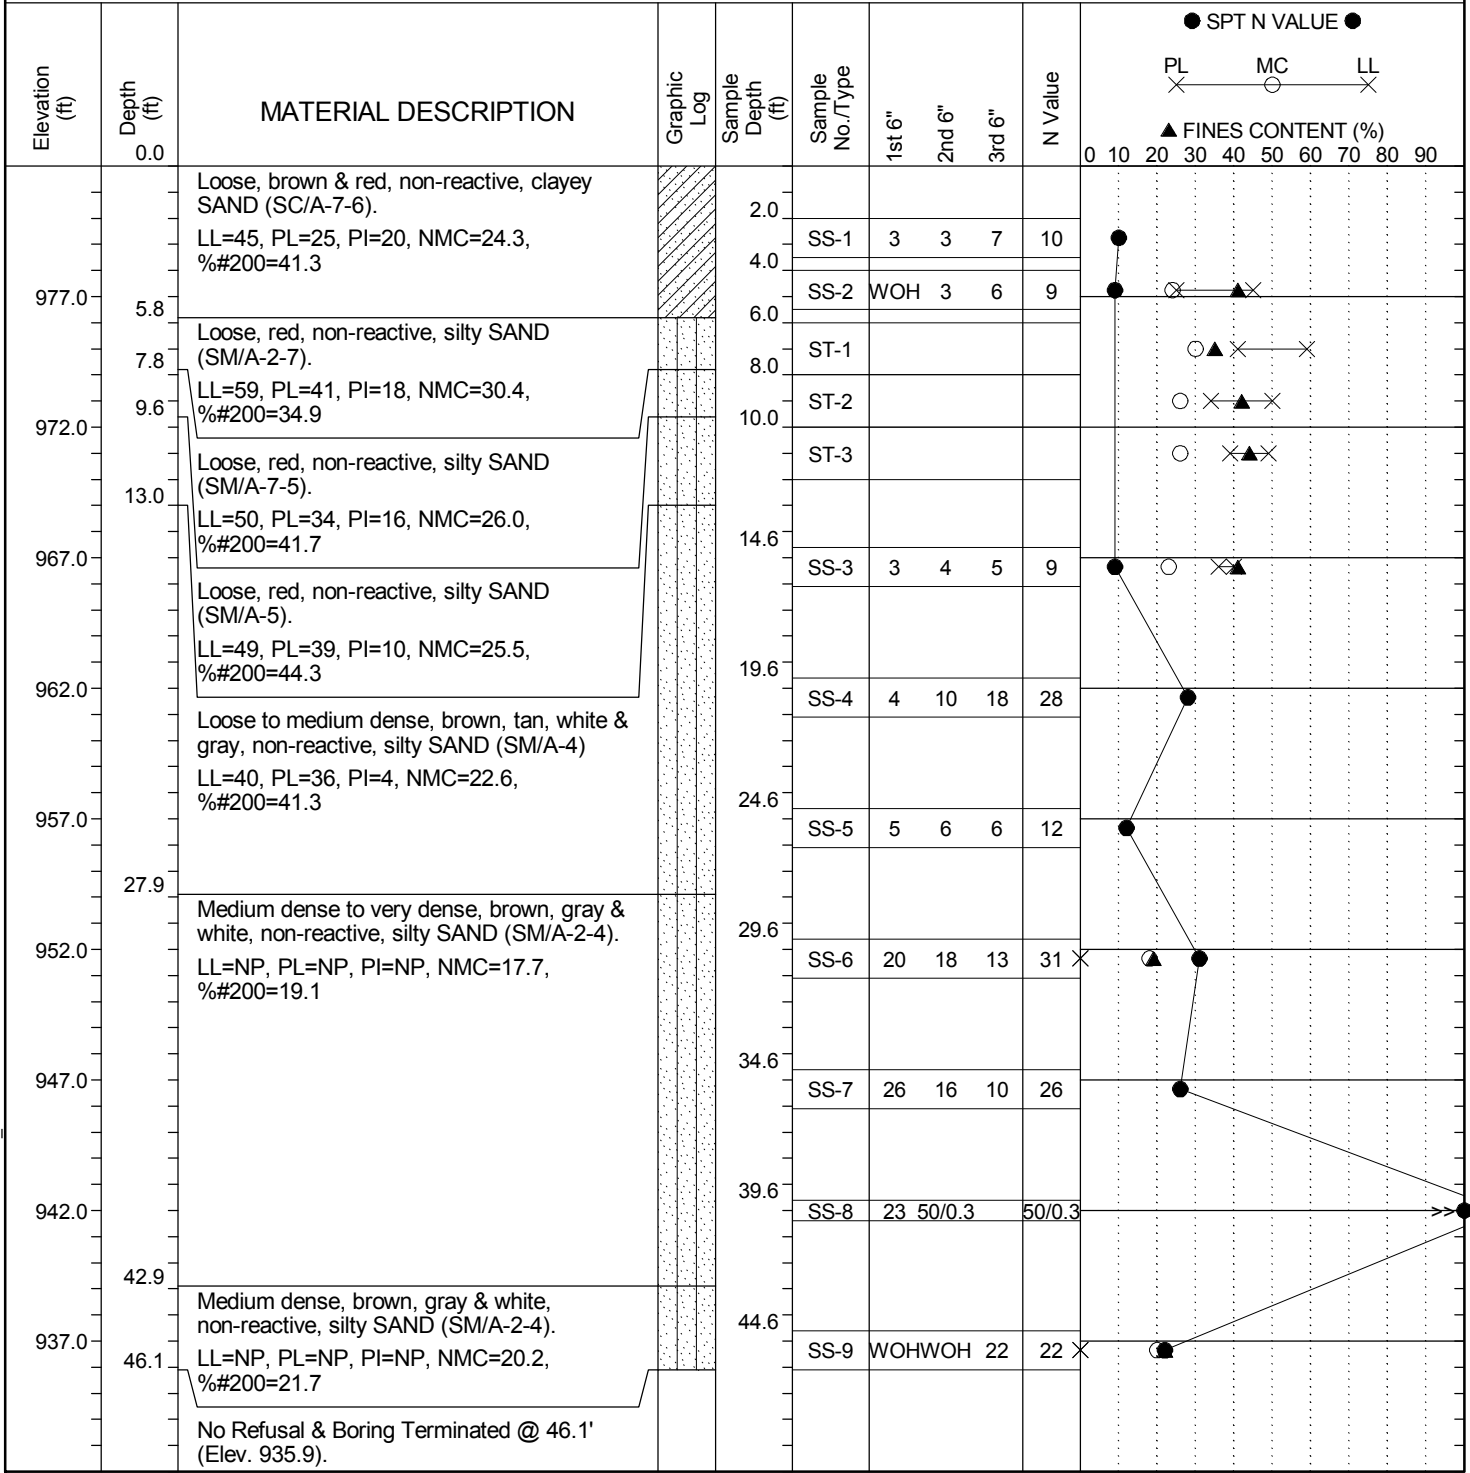 ● SPT N VALUE ●
PL MC LL
▲ FINES CONTENT (%)
Elevation (ft)
Depth (ft)
0.0
MATERIAL DESCRIPTION
Graphic Log
Sample Depth (ft)
Sample No./Type
1st 6"
2nd 6"
3rd 6"
N Value
0 10 20 30 40 50 60 70 80 90
Loose, brown & red, non-reactive, clayey
SAND (SC/A-7-6).
2.0
LL=45, PL=25, PI=20, NMC=24.3,
SS-1 3 3 7 10
%#200=41.3
4.0
977.0
5.8
SS-2 WOH 3 6 9
6.0
Loose, red, non-reactive, silty SAND
(SM/A-2-7).
7.8
ST-1
8.0
LL=59, PL=41, PI=18, NMC=30.4,
%#200=34.9
9.6
ST-2
10.0
972.0
Loose, red, non-reactive, silty SAND
(SM/A-7-5).
ST-3
13.0
LL=50, PL=34, PI=16, NMC=26.0,
%#200=41.7
14.6
967.0
SS-3 3 4 5 9
Loose, red, non-reactive, silty SAND
(SM/A-5).
LL=49, PL=39, PI=10, NMC=25.5,
%#200=44.3
19.6
962.0
SS-4 4 10 18 28
Loose to medium dense, brown, tan, white &
gray, non-reactive, silty SAND (SM/A-4)
LL=40, PL=36, PI=4, NMC=22.6,
%#200=41.3
24.6
957.0
SS-5 5 6 6 12
27.9
Medium dense to very dense, brown, gray &
white, non-reactive, silty SAND (SM/A-2-4).
29.6
952.0
LL=NP, PL=NP, PI=NP, NMC=17.7,
%#200=19.1
SS-6 20 18 13 31
34.6
947.0
SS-7 26 16 10 26
39.6
942.0
SS-8 23 50/0.3 50/0.3
>>
42.9
Medium dense, brown, gray & white,
non-reactive, silty SAND (SM/A-2-4).
44.6
937.0
46.1
LL=NP, PL=NP, PI=NP, NMC=20.2,
%#200=21.7
SS-9 WOH WOH 22 22
No Refusal & Boring Terminated @ 46.1'
(Elev. 935.9).